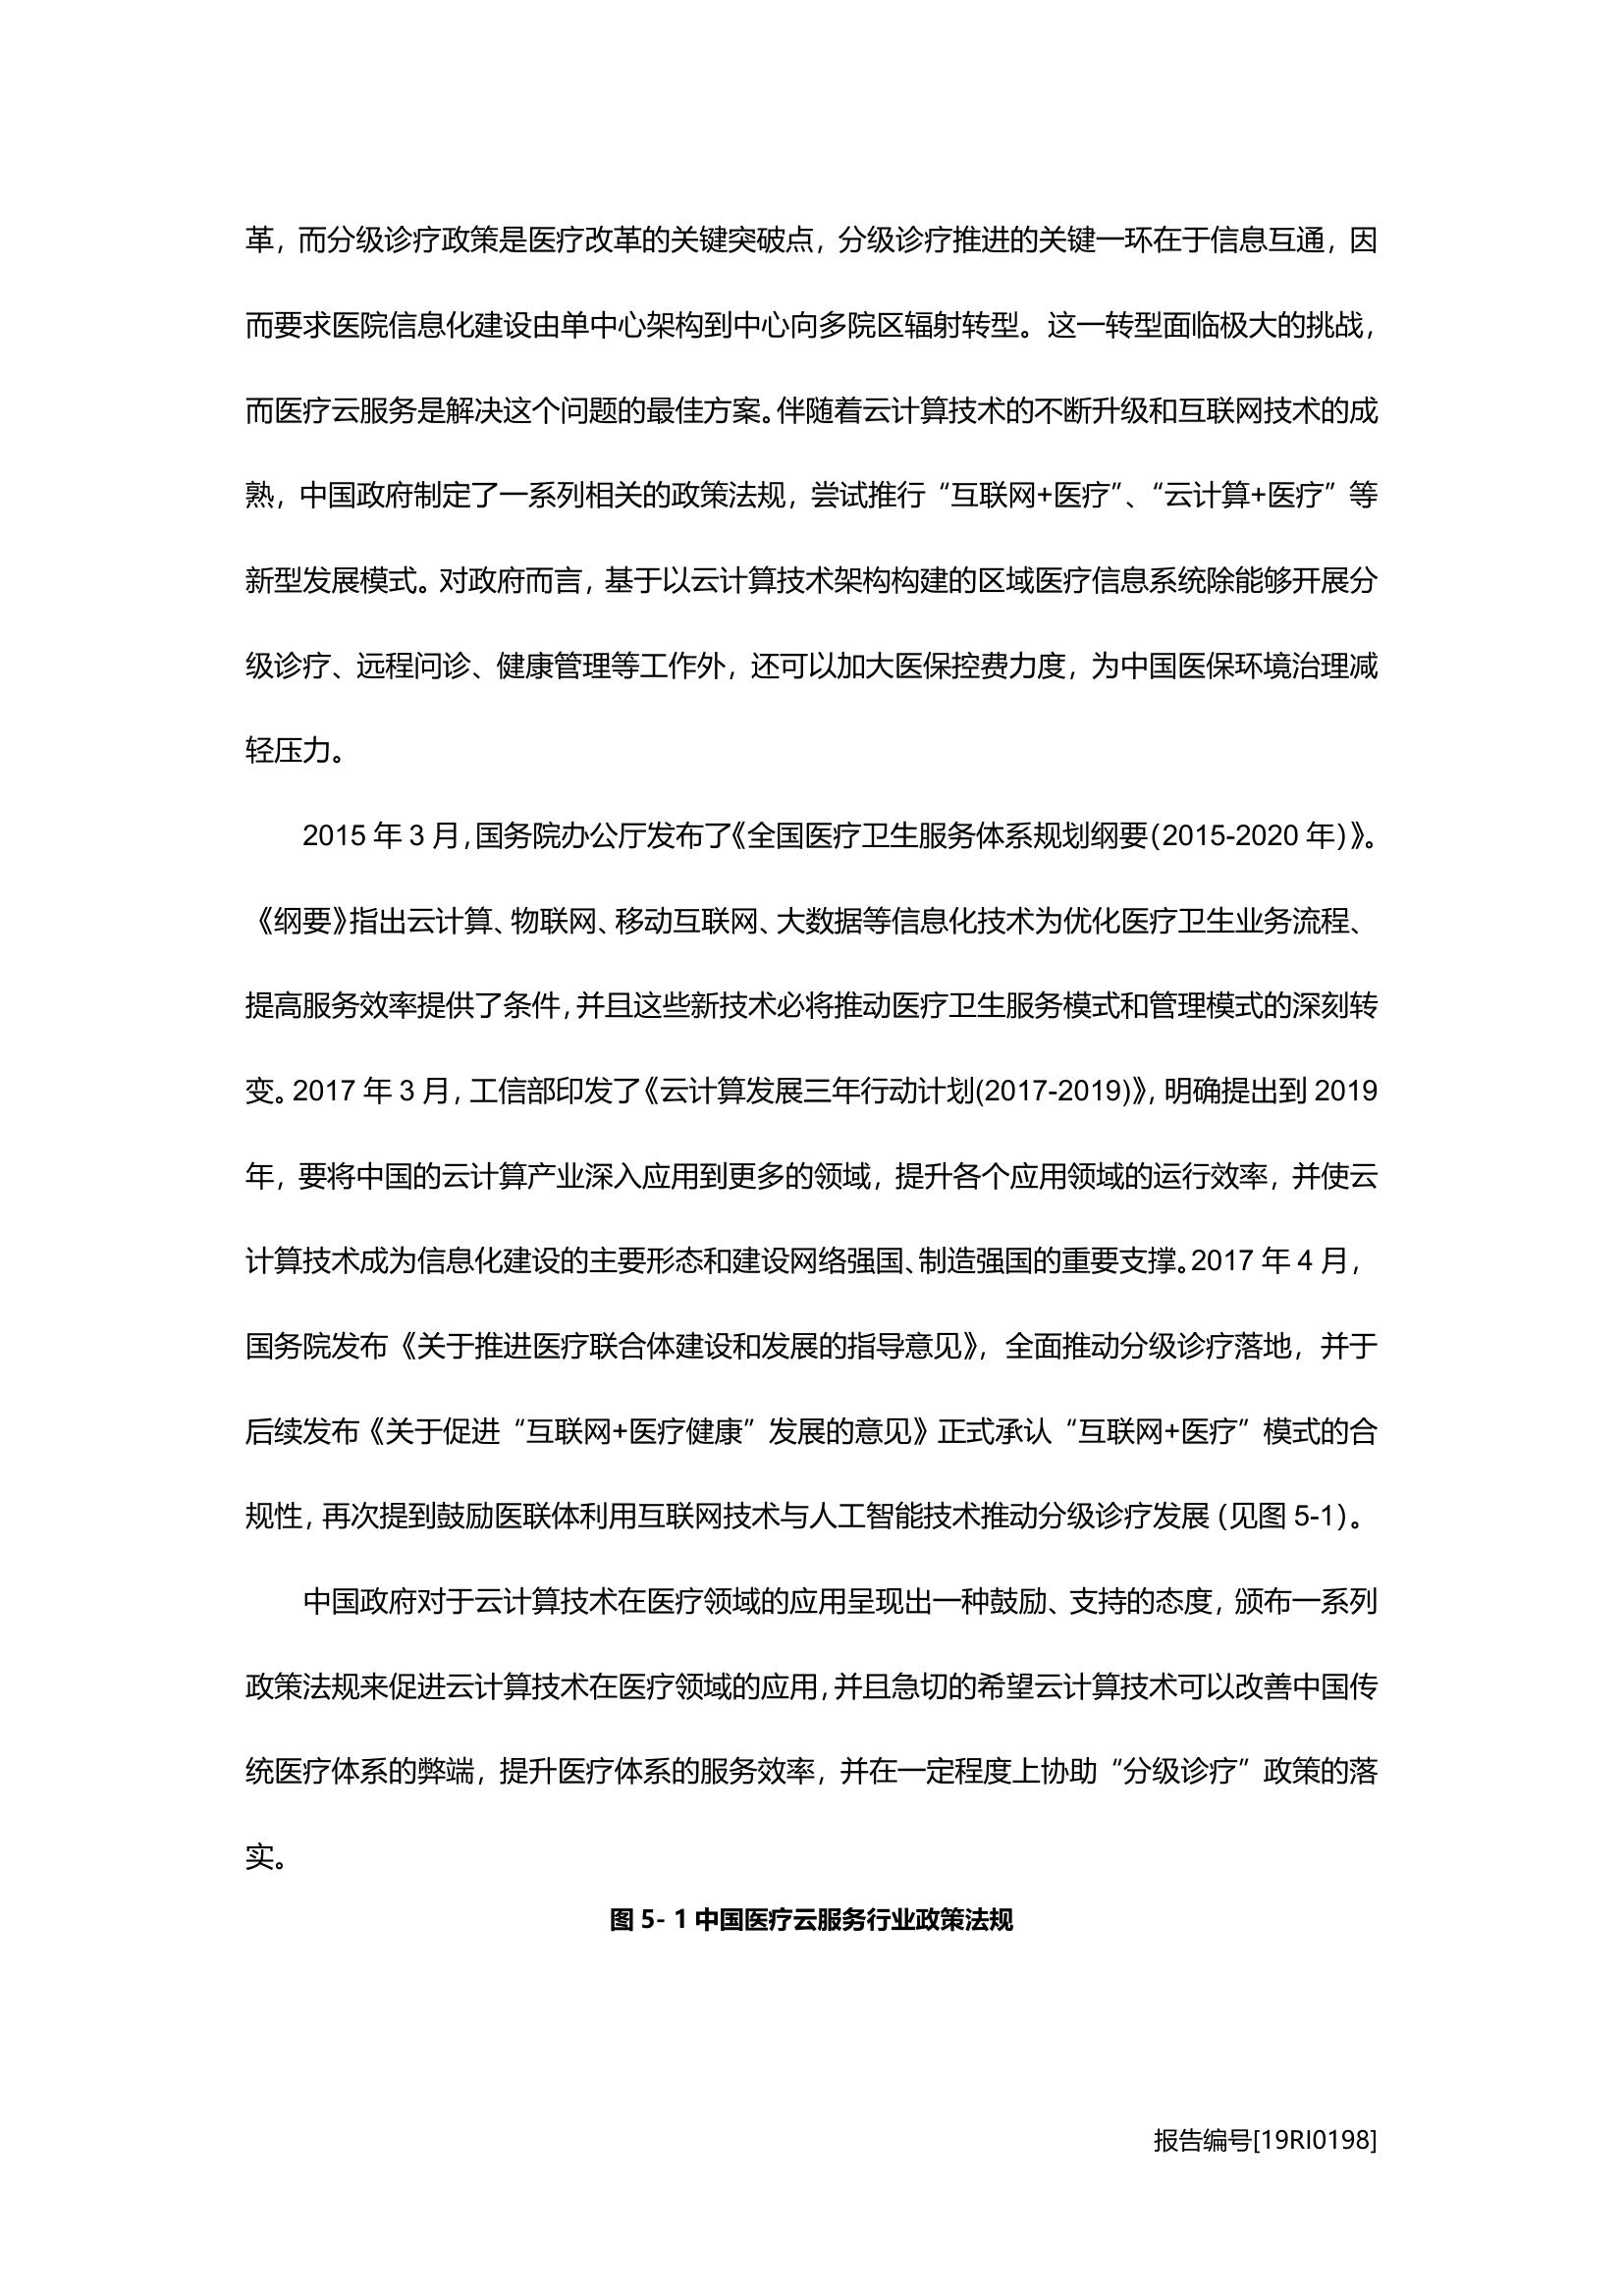 革，而分级诊疗政策是医疗改革的关键突破点，分级诊疗推进的关键一环在于信息互通，因
而要求医院信息化建设由单中心架构到中心向多院区辐射转型。这一转型面临极大的挑战，
而医疗云服务是解决这个问题的最佳方案。伴随着云计算技术的不断升级和互联网技术的成
熟，中国政府制定了一系列相关的政策法规，尝试推行“互联网+医疗”、“云计算+医疗”等
新型发展模式。对政府而言，基于以云计算技术架构构建的区域医疗信息系统除能够开展分
级诊疗、远程问诊、健康管理等工作外，还可以加大医保控费力度，为中国医保环境治理减
轻压力。
2015 年 3 月，国务院办公厅发布了《全国医疗卫生服务体系规划纲要（2015-2020 年）》。
《纲要》指出云计算、物联网、移动互联网、大数据等信息化技术为优化医疗卫生业务流程、
提高服务效率提供了条件，并且这些新技术必将推动医疗卫生服务模式和管理模式的深刻转
变。2017 年 3 月，工信部印发了《云计算发展三年行动计划(2017-2019)》，明确提出到 2019
年，要将中国的云计算产业深入应用到更多的领域，提升各个应用领域的运行效率，并使云
计算技术成为信息化建设的主要形态和建设网络强国、制造强国的重要支撑。2017 年 4 月，
国务院发布《关于推进医疗联合体建设和发展的指导意见》，全面推动分级诊疗落地，并于
后续发布《关于促进“互联网+医疗健康”发展的意见》正式承认“互联网+医疗”模式的合
规性，再次提到鼓励医联体利用互联网技术与人工智能技术推动分级诊疗发展（见图 5-1）。
中国政府对于云计算技术在医疗领域的应用呈现出一种鼓励、支持的态度，颁布一系列
政策法规来促进云计算技术在医疗领域的应用，并且急切的希望云计算技术可以改善中国传
统医疗体系的弊端，提升医疗体系的服务效率，并在一定程度上协助“分级诊疗”政策的落
实。
图 5- 1 中国医疗云服务行业政策法规
报告编号[19RI0198]